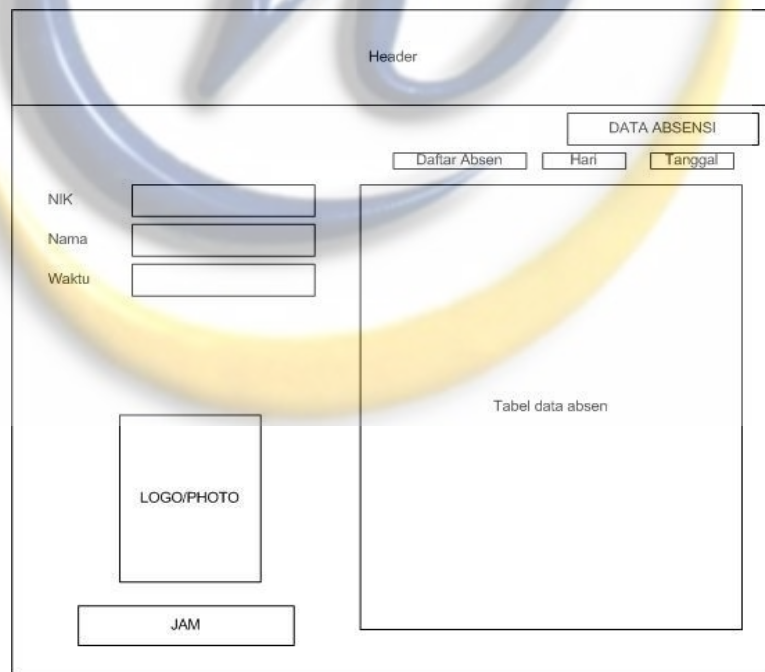 Header
DATA ABSENSI
Daftar Absen Hari Tanggal
NIK
Nama
Waktu
Tabel data absen
LOGO/PHOTO
JAM